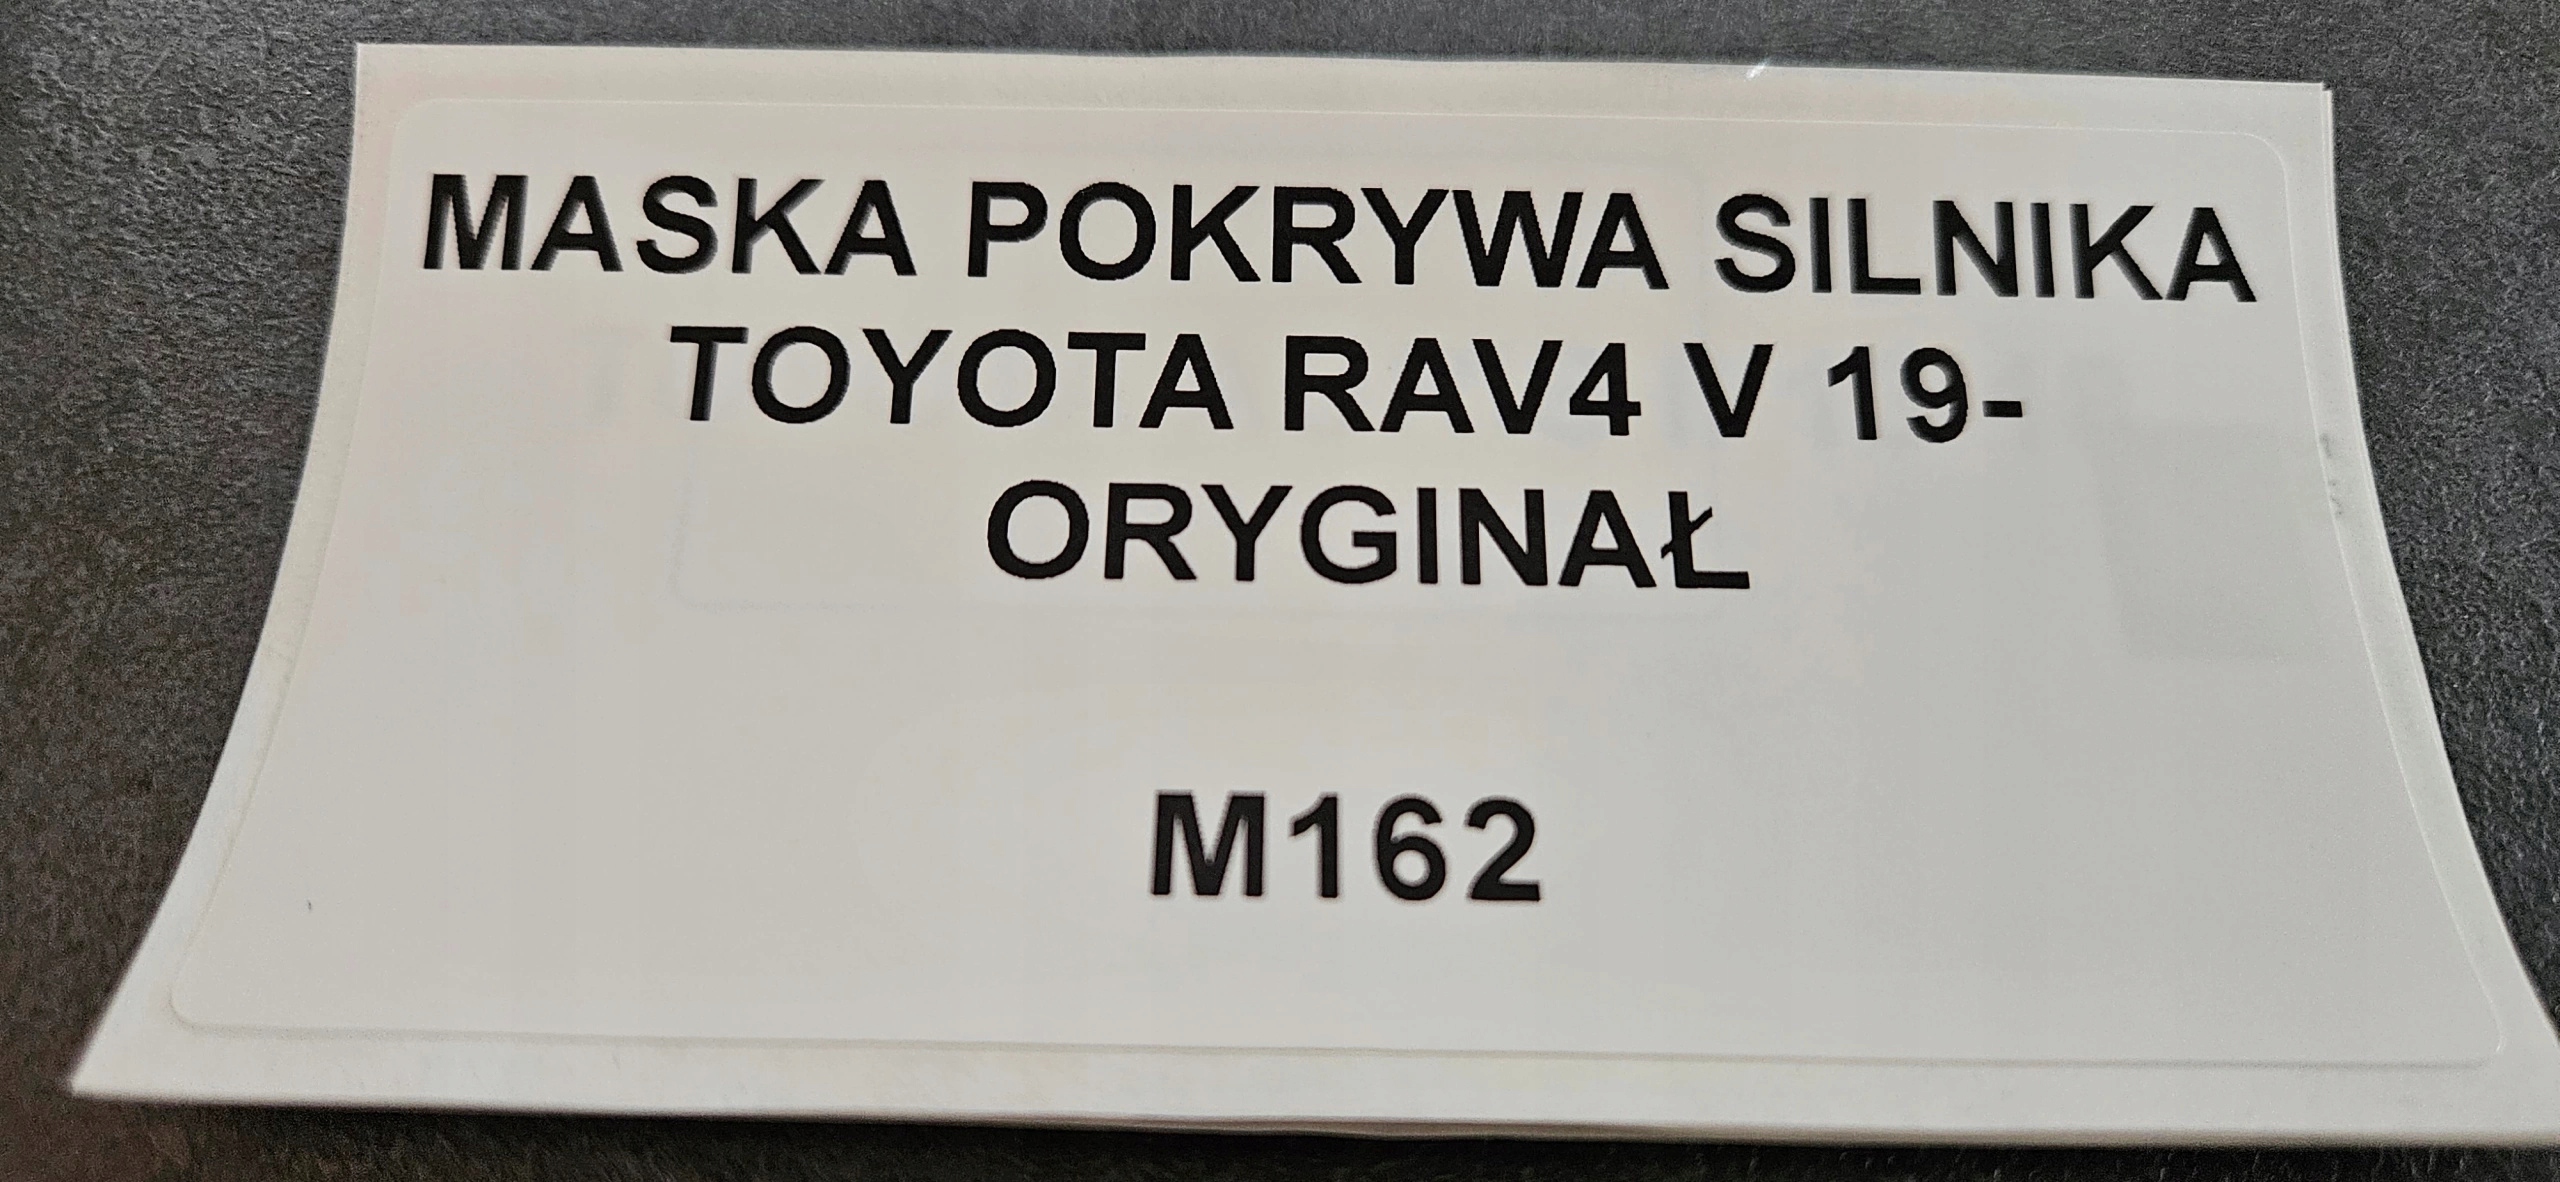 MASKA POKRYWA SILNIKA
TOYOTA RAV4 V 19-
ORYGINAŁ
M162